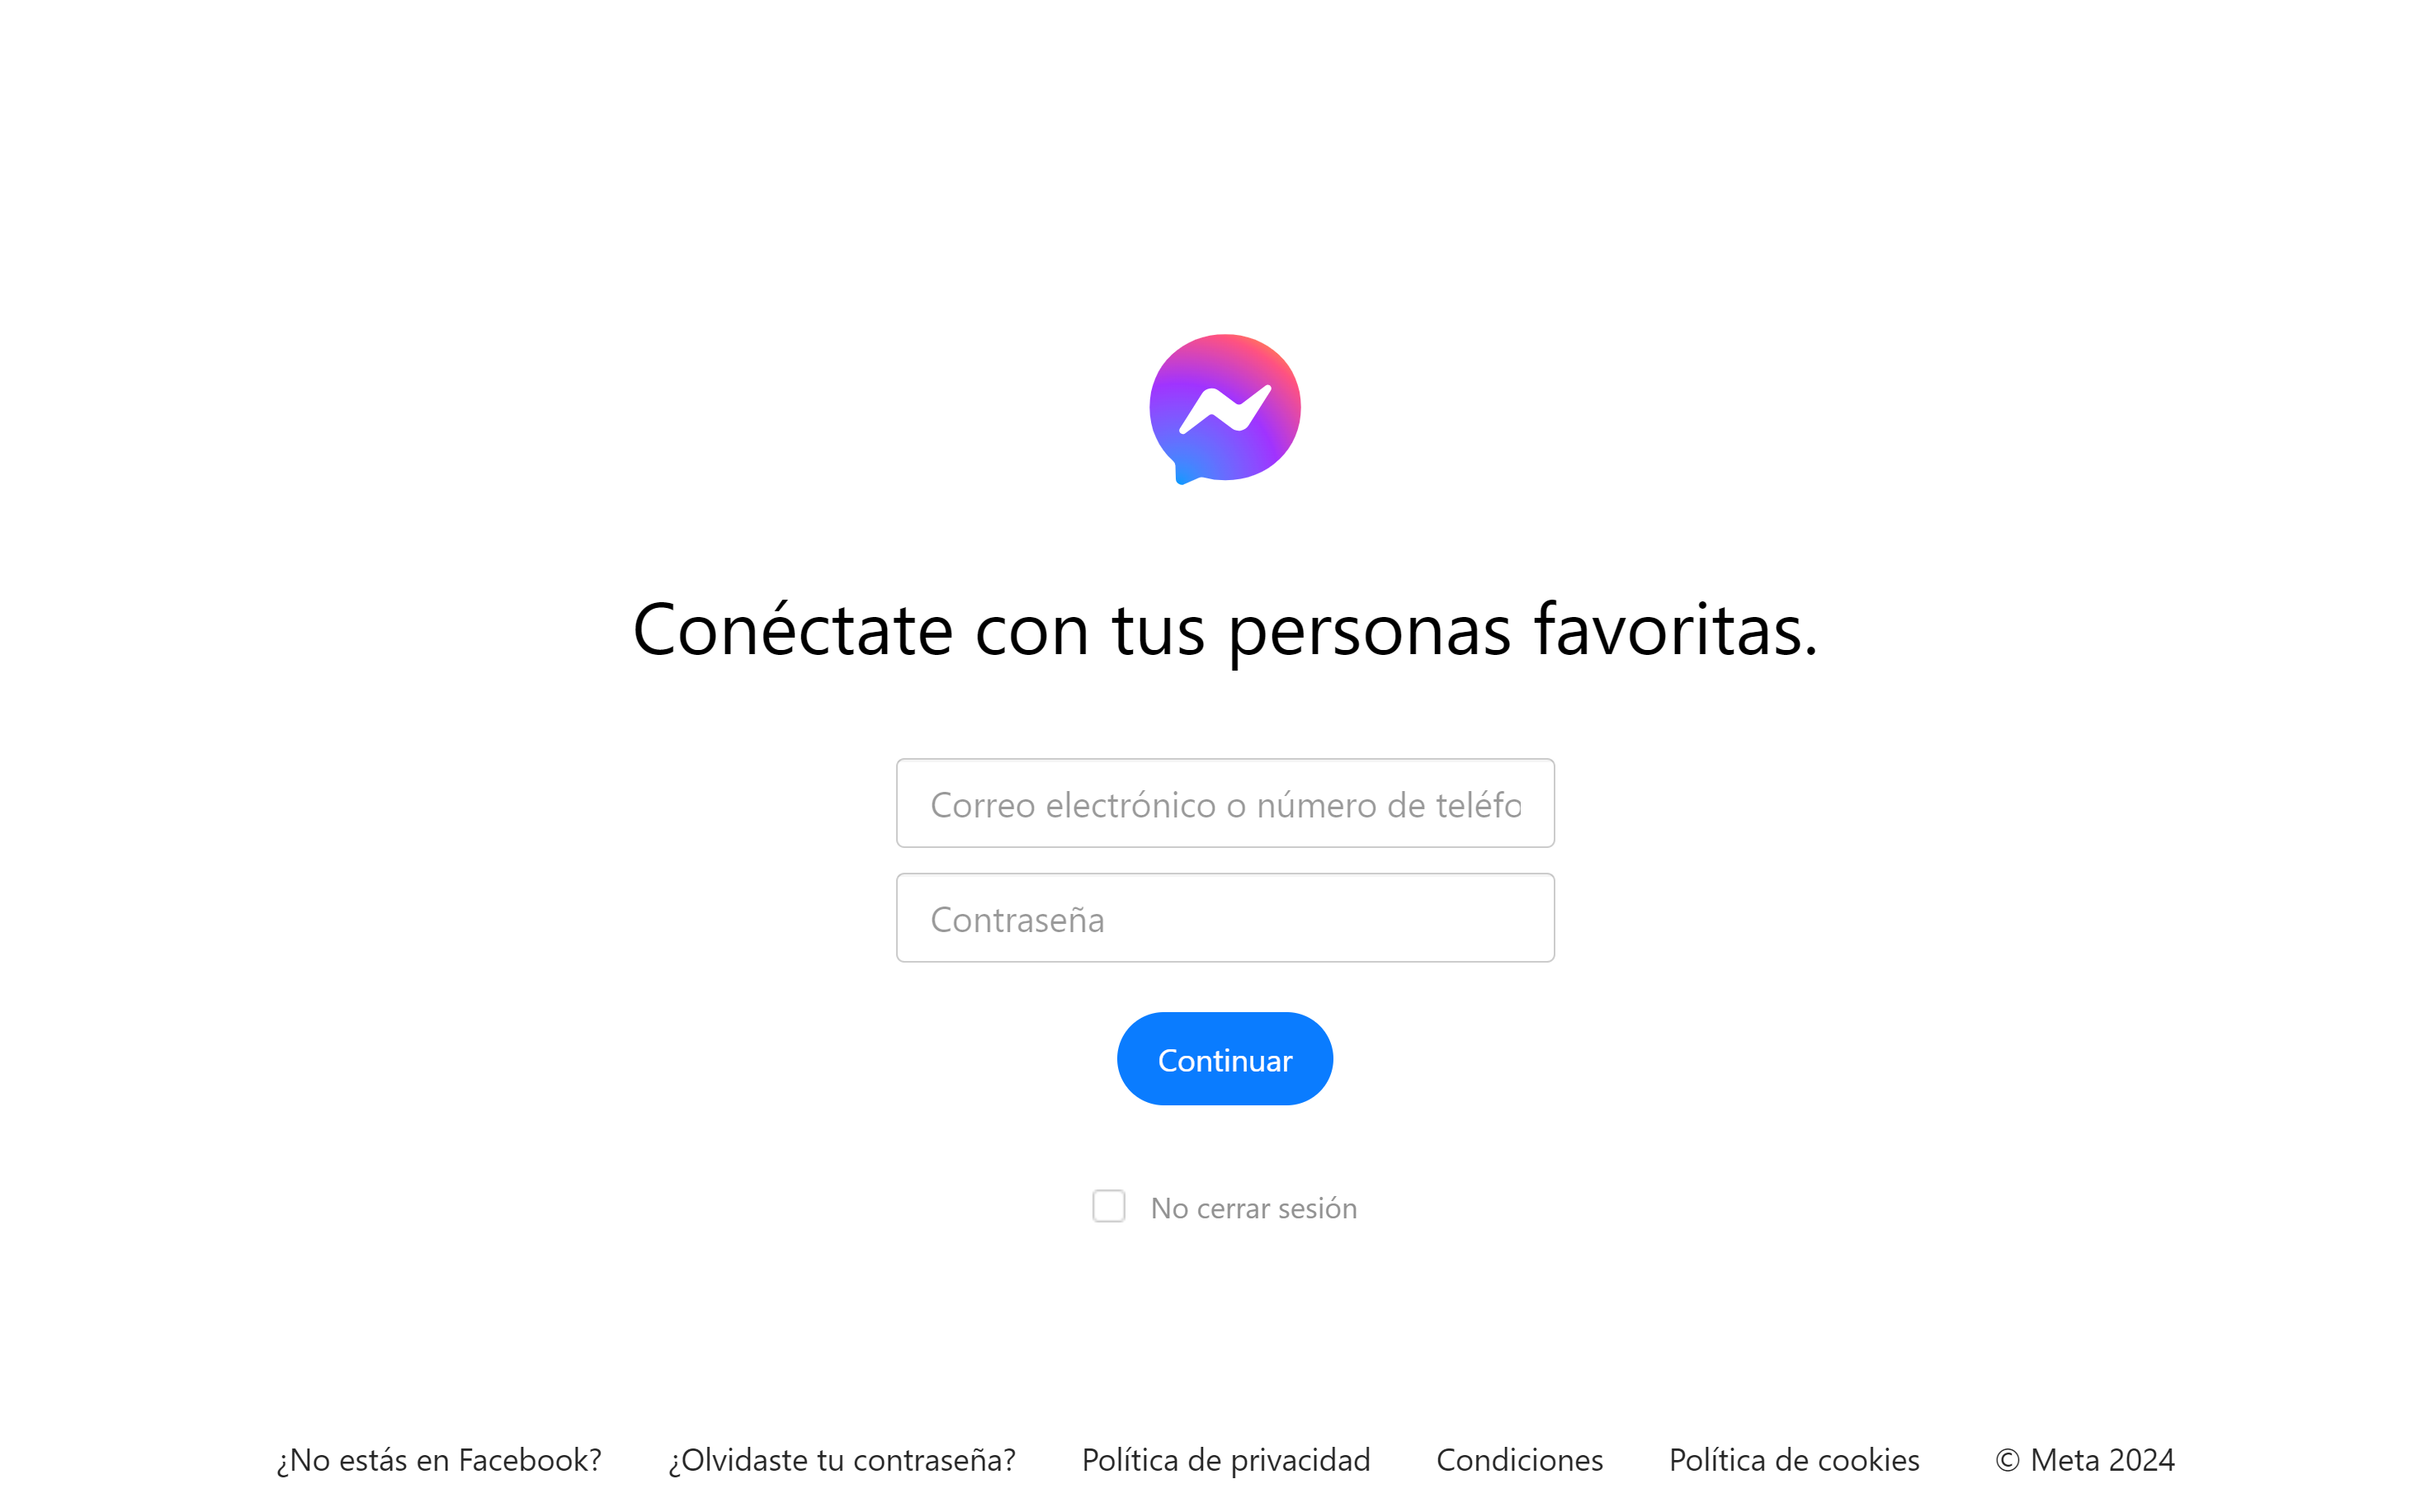 Conéctate con tus personas favoritas.
Correo electrónico o número de teléfo
Contraseña
Continuar
No cerrar sesión
¿No estás en Facebook? ¿Olvidaste tu contraseña? Política de privacidad Condiciones Política de cookies © Meta 2024